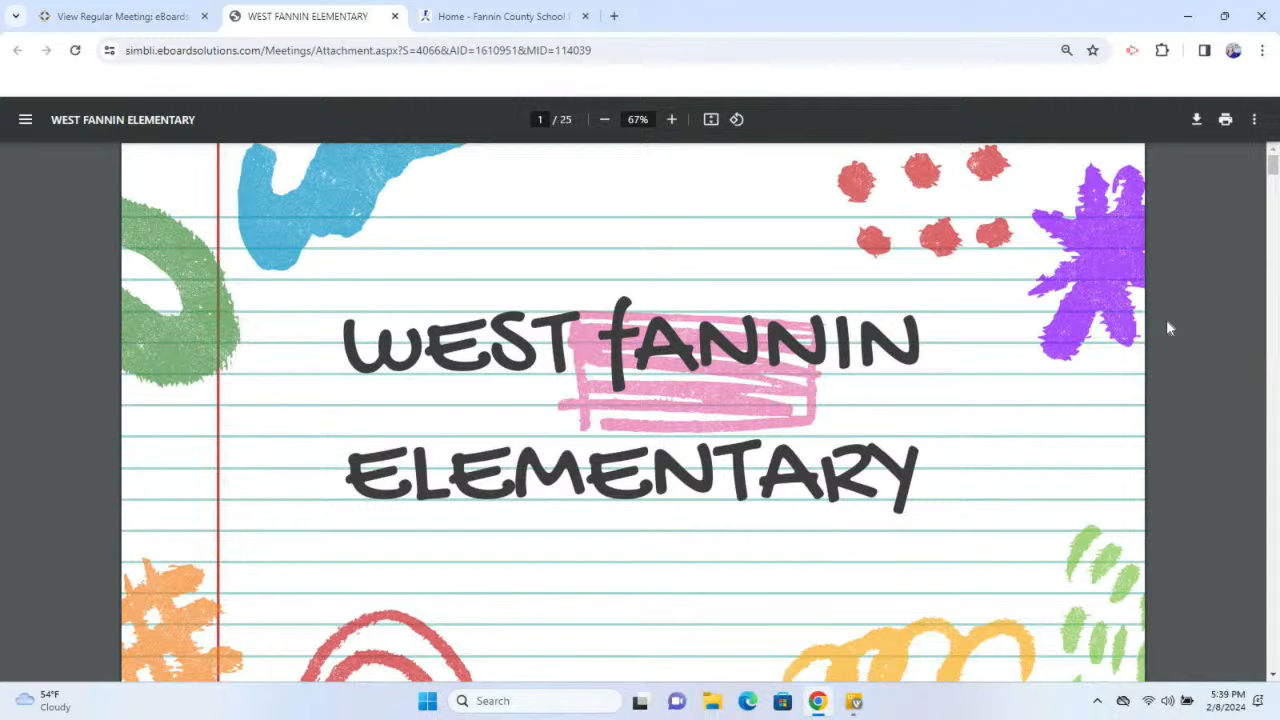 View Regular Meeting: eBoards
WEST FANNIN ELEMENTARY
Home - Fannin County School
simbli.eboardsolutions.com/Meetings/Attachment.aspx?S=4066&AID=1610951&MID=114039
WEST FANNIN ELEMENTARY
1 / 25
67%
WEST fANNIN
ELEMENTARY
54°F
Cloudy
Search
5:39 PM
2/8/2024